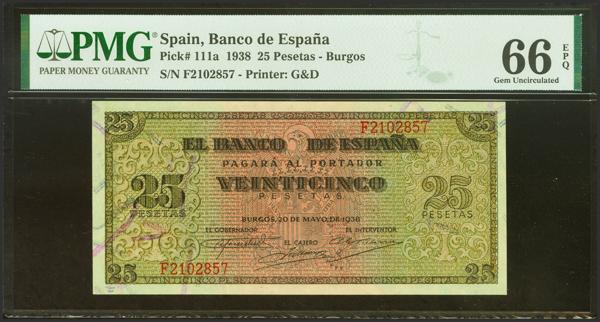 PMG
PAPER MONEY GUARANTY
Spain, Banco de España
Pick# 111a 1938 25 Pesetas - Burgos
S/N F2102857 - Printer: G&D
66 EPQ
Gem Uncirculated
25 25
F2102857
EL BANCO DE ESPAÑA
PAGARÁ AL PORTADOR
25 VEINTICINCO 25
PESETAS PESETAS PESETAS
BURGOS, 20 DE MAYO, DE 1938
EL GOBERNADOR EL INTERVENTOR
EL CAJERO
F2102857
25 25